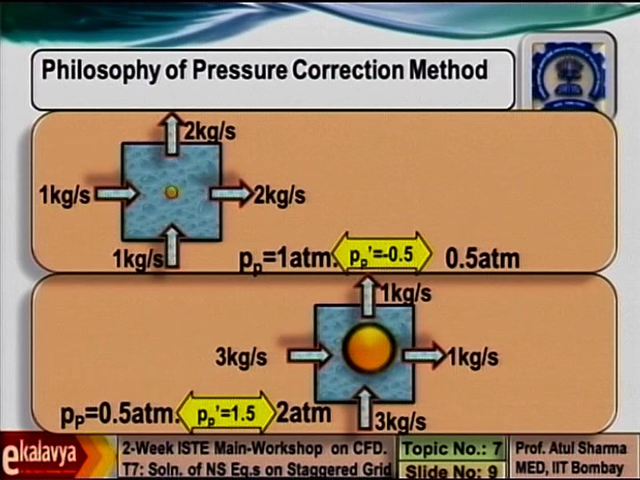 Philosophy of Pressure Correction Method
2kg/s
1kg/s
2kg/s
1kg/s
pp=1atm.
pp'=-0.5
0.5atm
1kg/s
3kg/s
1kg/s
pP=0.5atm.
pp'=1.5
2atm
3kg/s
ekalavya
2-Week ISTE Main-Workshop on CFD.
T7: Soln. of NS Eq.s on Staggered Grid
Topic No.: 7
Slide No: 9
Prof. Atul Sharma
MED, IIT Bombay